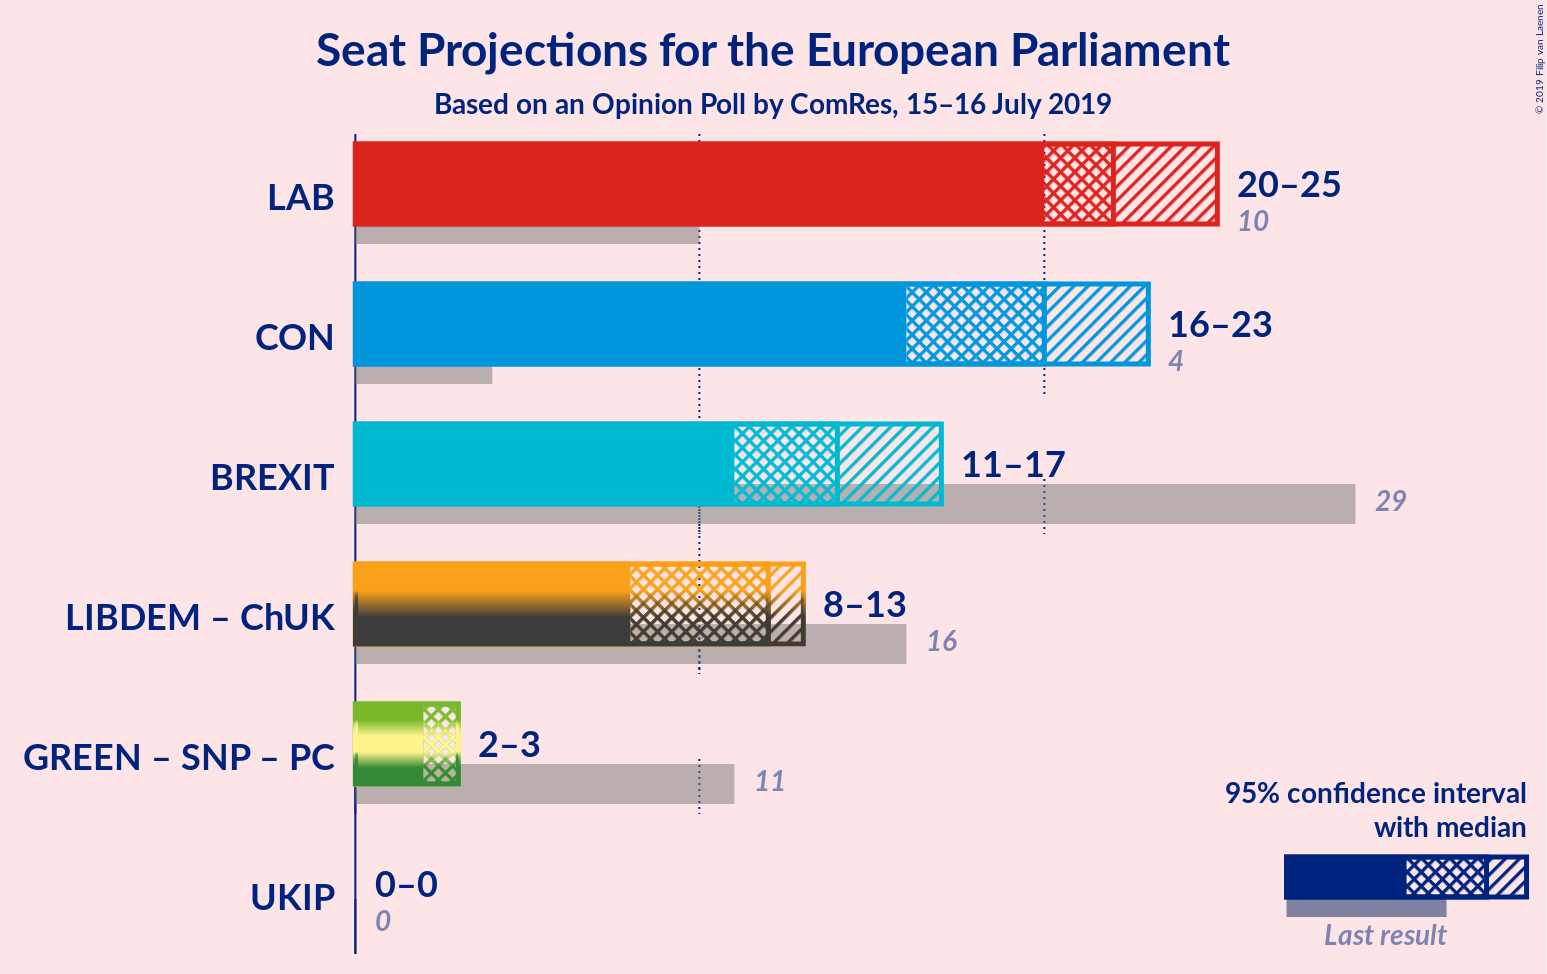 Seat Projections for the European Parliament
Based on an Opinion Poll by ComRes, 15–16 July 2019
© 2019 Filip van Laenen
LAB
20–25
10
CON
16–23
4
BREXIT
11–17
29
LIBDEM – ChUK
8–13
16
GREEN – SNP – PC
2–3
11
UKIP
0–0
0
95% confidence interval
with median
Last result